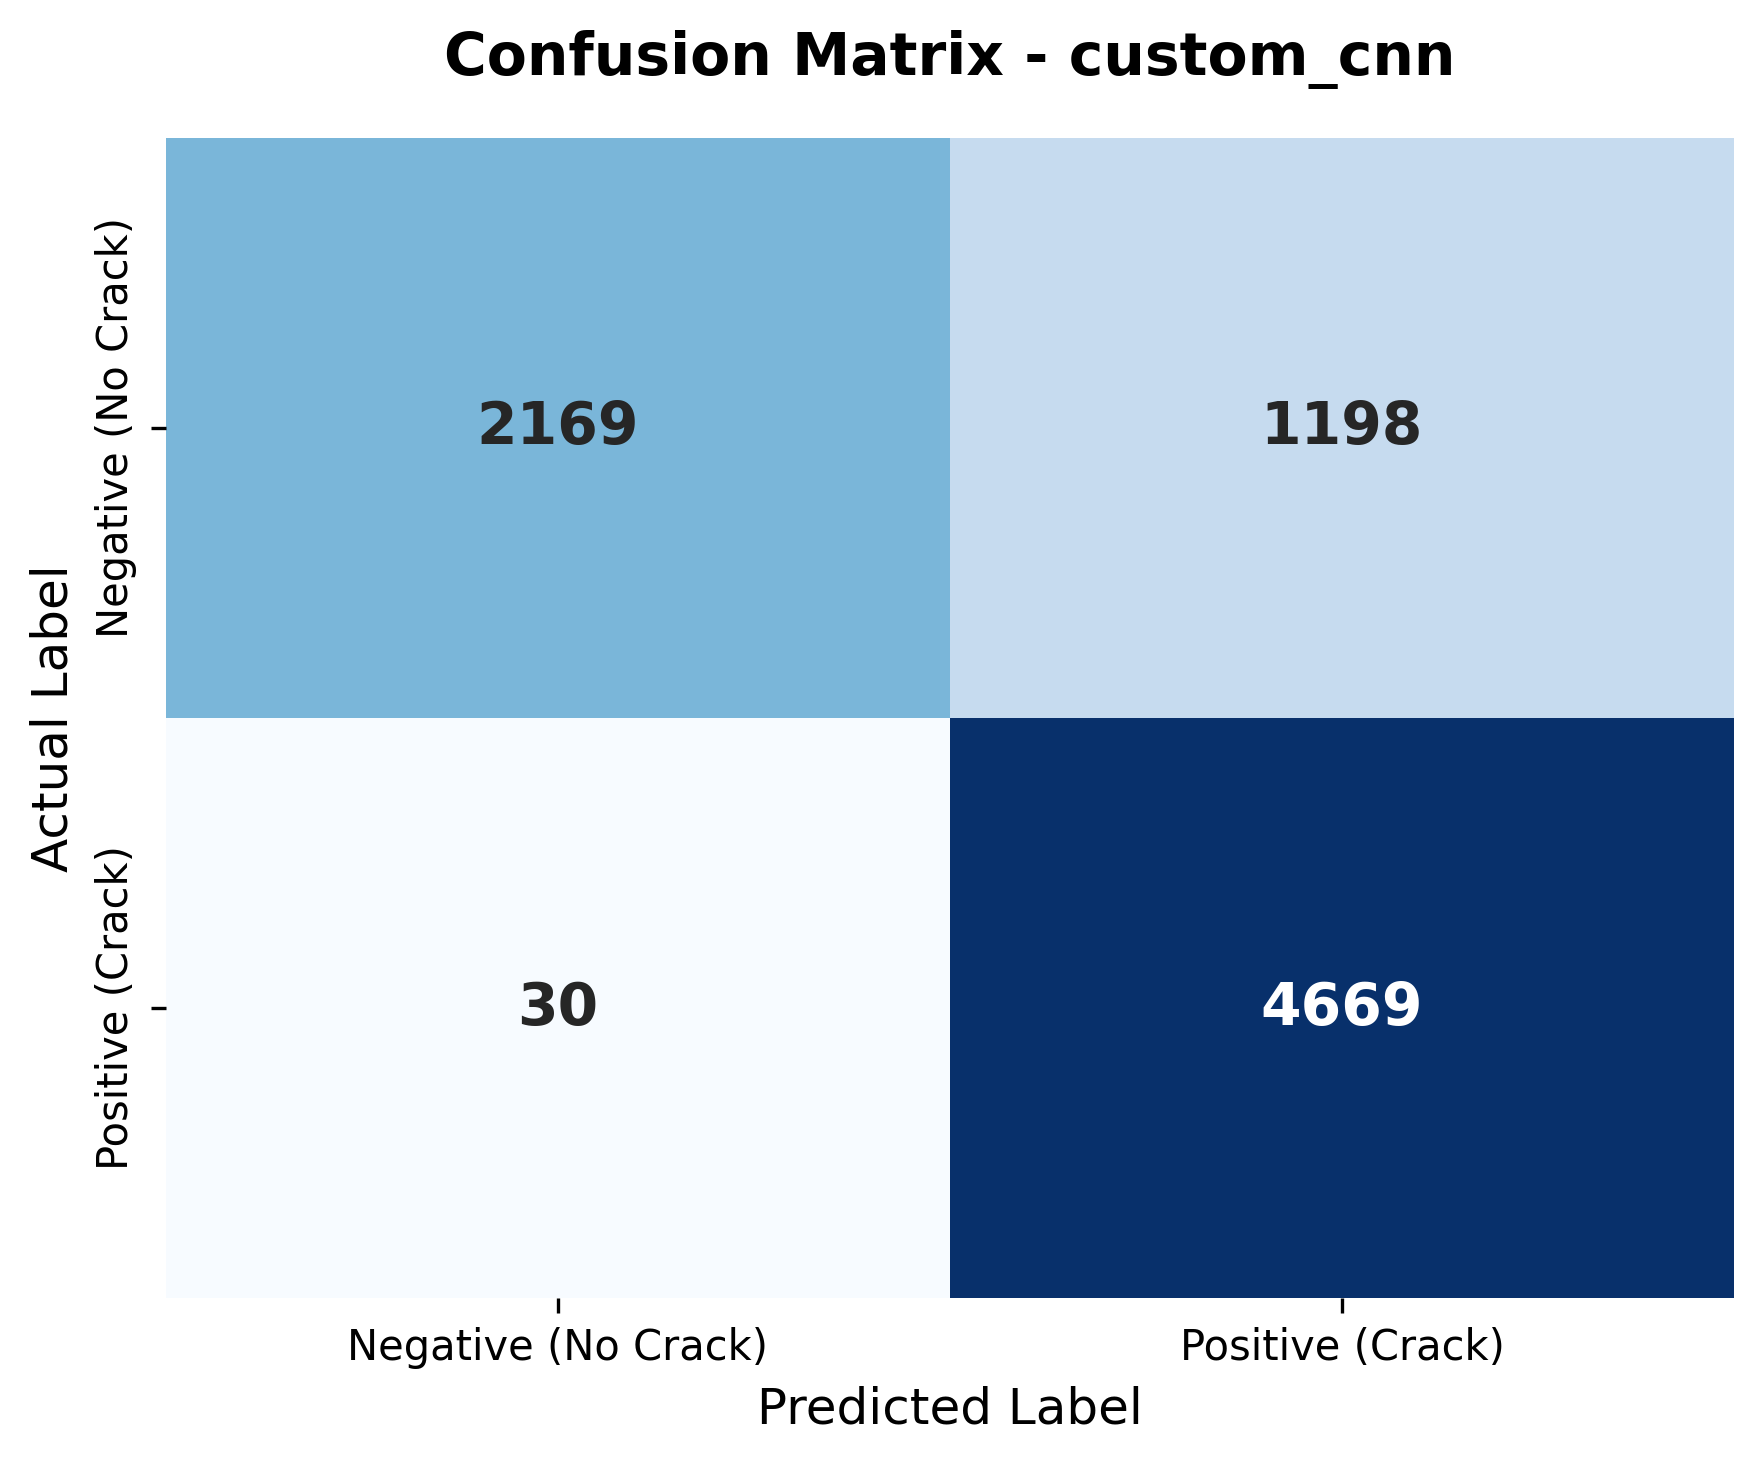 Confusion Matrix - custom_cnn
Actual Label
Negative (No Crack)
Positive (Crack)
2169
1198
30
4669
Negative (No Crack)
Positive (Crack)
Predicted Label